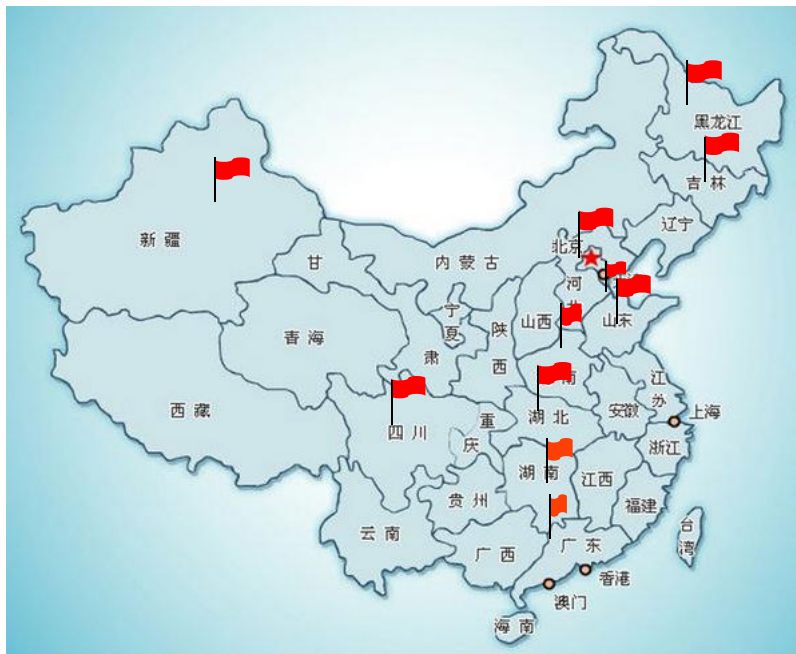 黑龙江
吉林
辽宁
新疆
北京
甘
内蒙古
河
宁
夏
山西
山东
陕
西
青海
肃
南
江
苏
西藏
安徽
上海
湖北
重
庆
四川
浙江
湖南
江西
贵州
福建
云南
台
湾
广西
广东
香港
澳门
海南